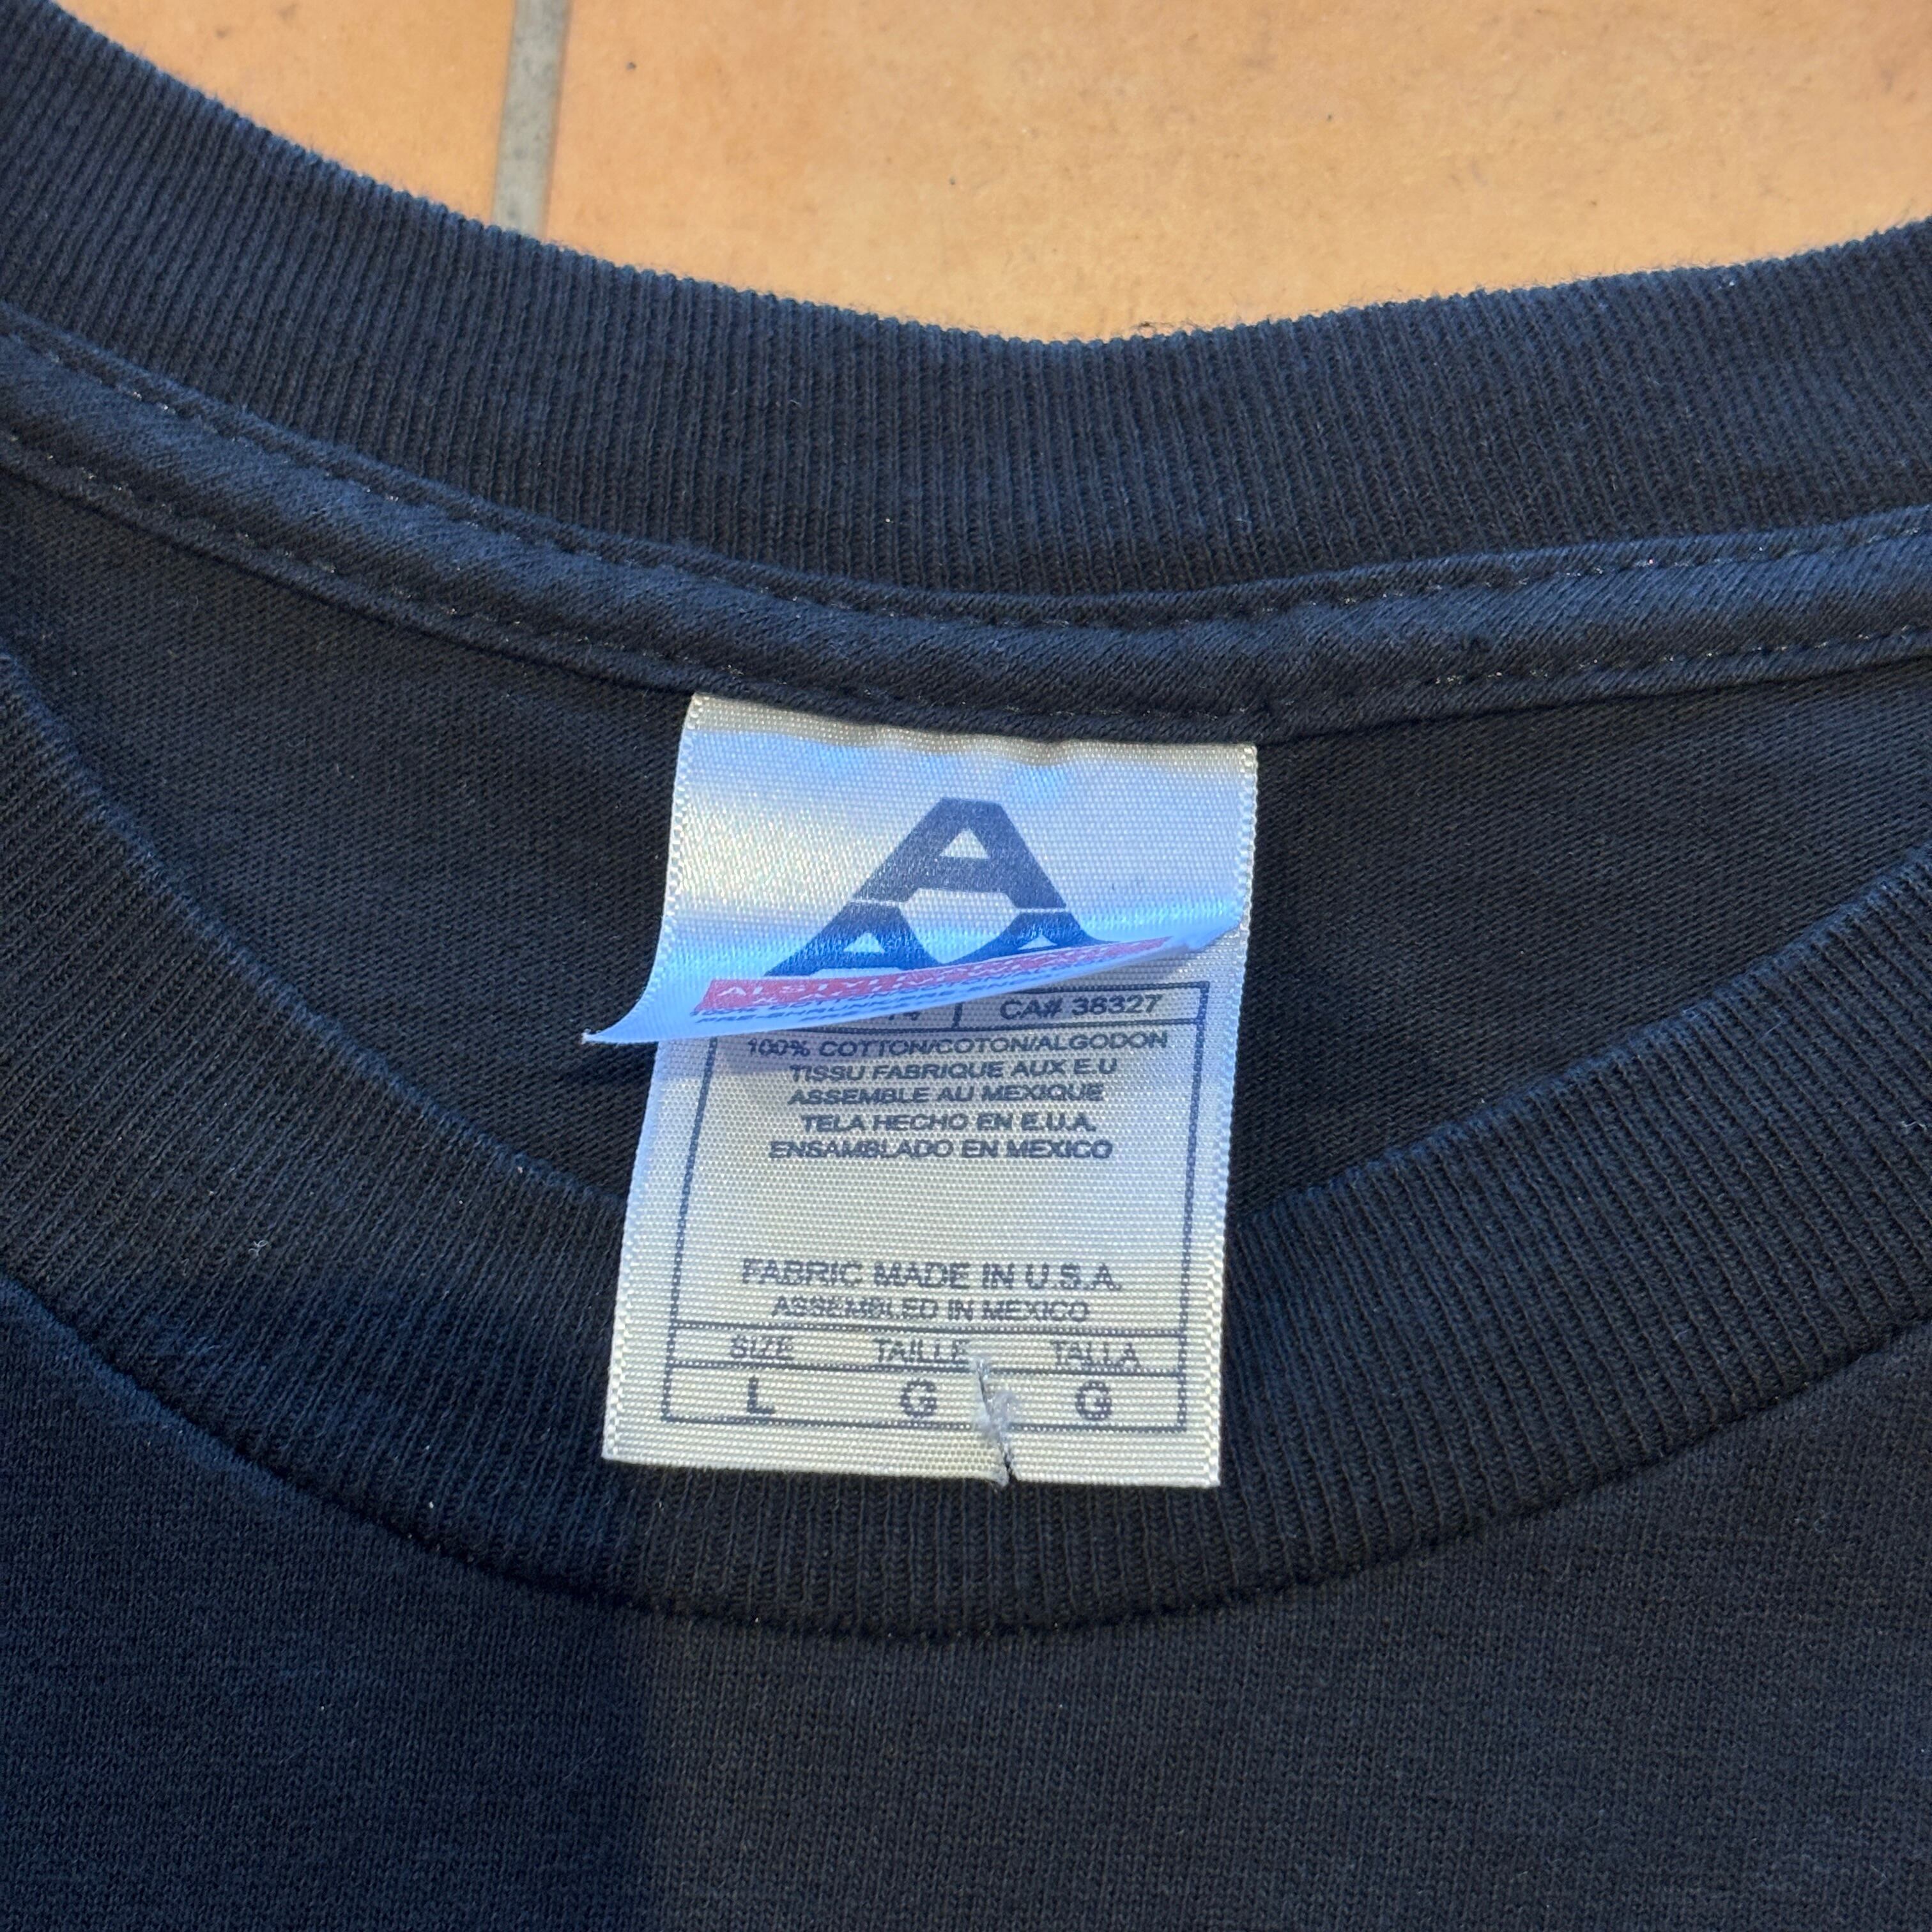 ALSTYLE
CA# 38327
100% COTTON/COTON/ALGODON
TISSU FABRIQUE AUX E.U
ASSEMBLE AU MEXIQUE
TELA HECHO EN E.U.A.
ENSAMBLADO EN MEXICO
FABRIC MADE IN U.S.A.
ASSEMBLED IN MEXICO
SIZE TAILLE TALLA
L G G